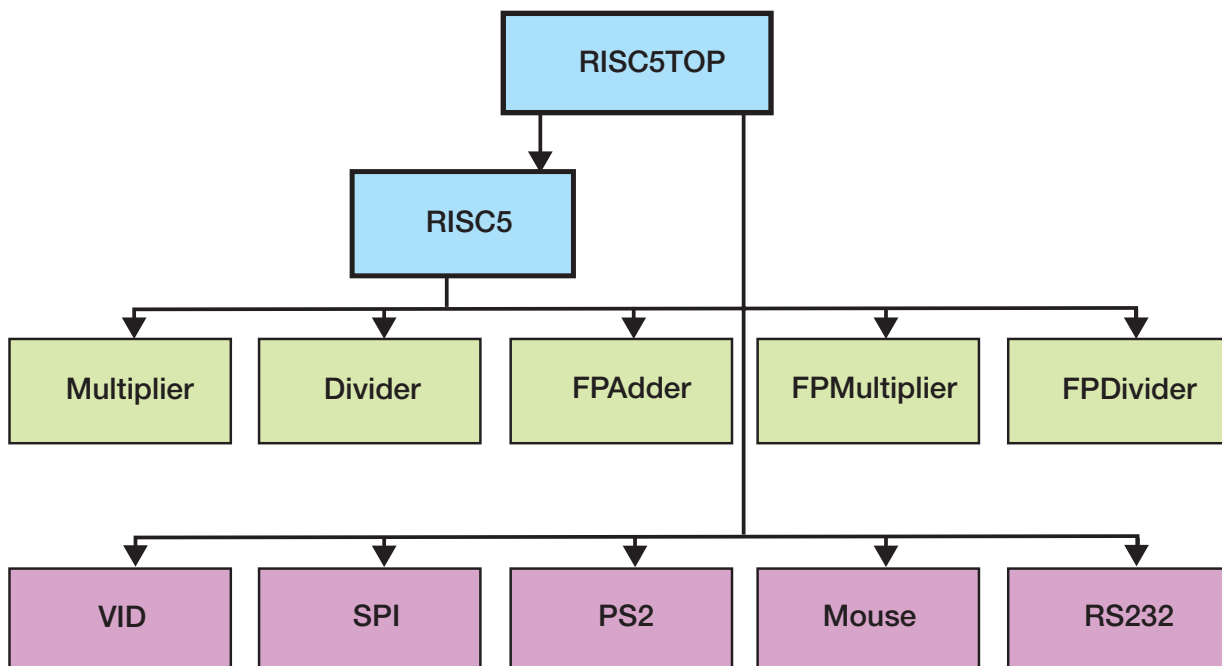 RISC5TOP
RISC5
Multiplier
Divider
FPAdder
FPMultiplier
FPDivider
VID
SPI
PS2
Mouse
RS232